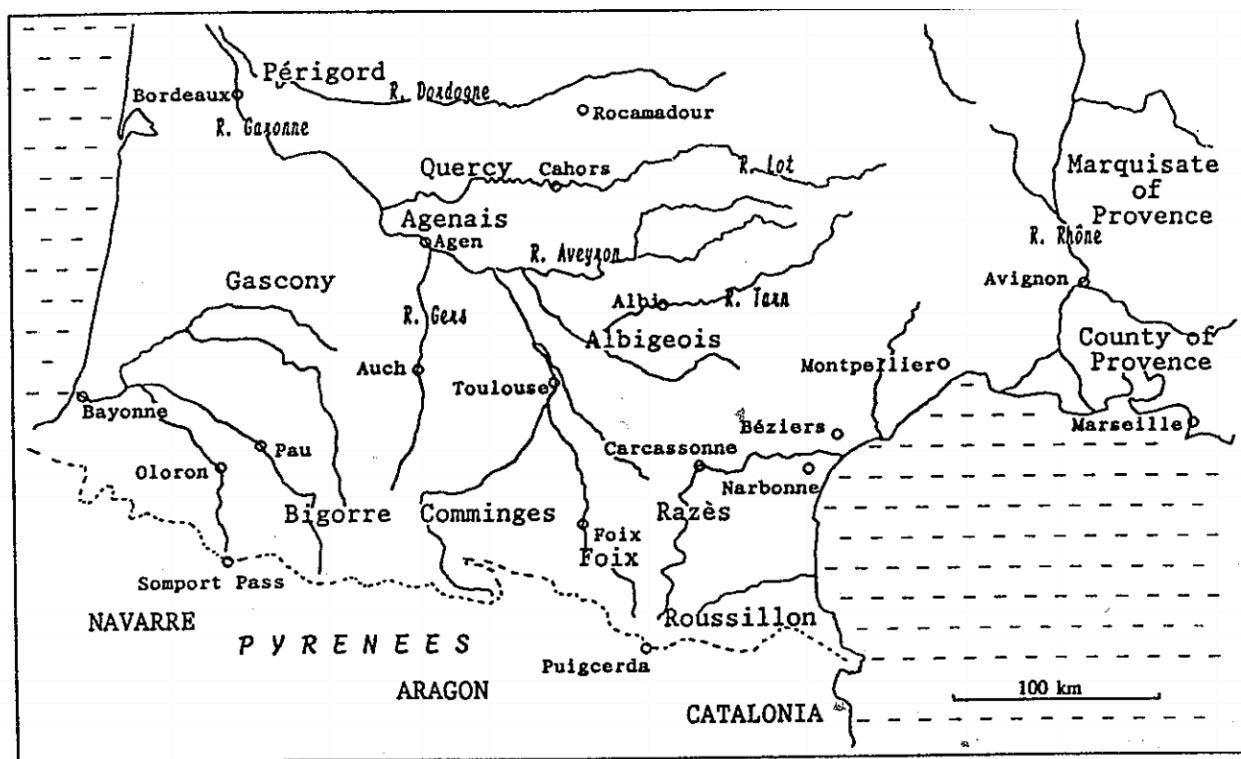 Périgord
Bordeaux
R. Dordogne
Rocamadour
R. Garonne
Quercy
Cahors
R. Lot
Marquisate
of
Provence
Agenais
Agen
R. Aveyron
R. Rhône
Gascony
Avignon
R. Gers
Albi
R. Tarn
Albigeois
County of
Provence
Auch
Toulouse
Montpellier
Bayonne
Béziers
Marseille
Pau
Carcassonne
Oloron
Narbonne
Bigorre
Comminges
Razès
Foix
Foix
Somport Pass
Roussillon
NAVARRE
PYRENEES
Puigcerda
ARAGON
100 km
CATALONIA